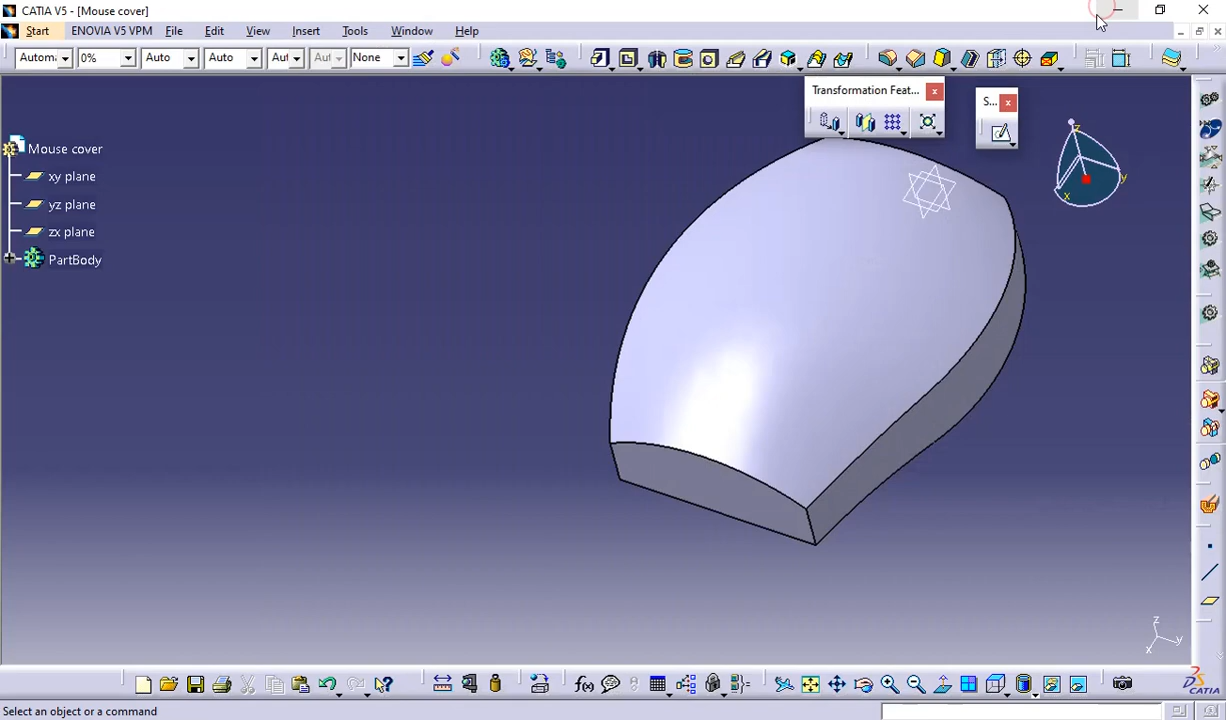 CATIA V5 - [Mouse cover]
Start ENOVIA V5 VPM File Edit View Insert Tools Window Help
Autom 0% Auto Auto Aut Aut None
Transformation Feat...
S...
Mouse cover
xy plane
yz plane
zx plane
PartBody
z
y
x
z
y
x
f(x)
CATIA
Select an object or a command